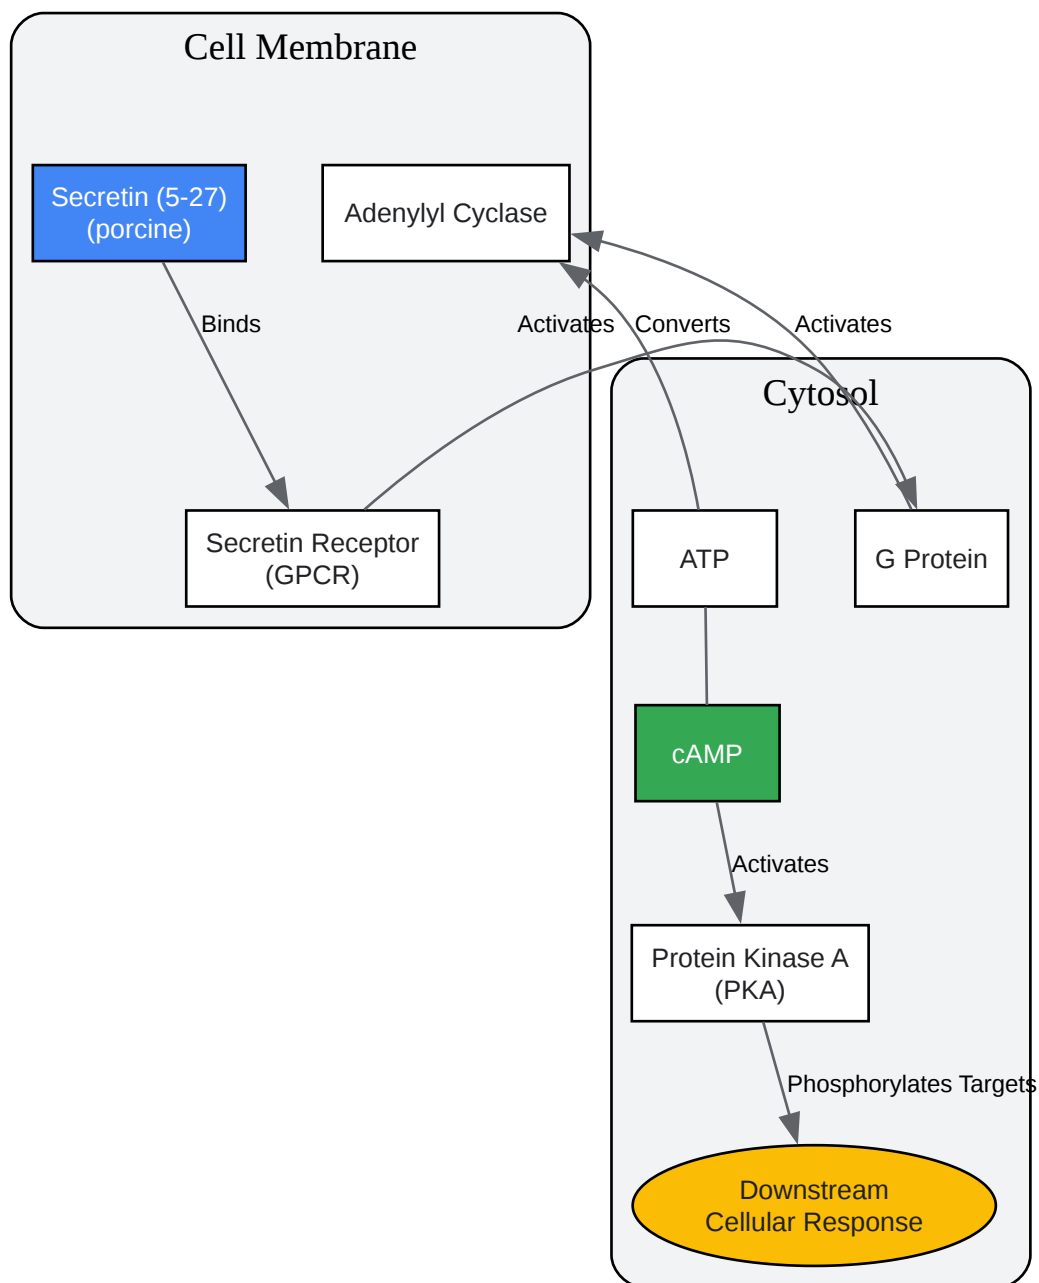 Cell Membrane
Secretin (5-27)
(porcine)
Adenylyl Cyclase
Binds
Activates
Converts
Activates
Cytosol
Secretin Receptor
(GPCR)
ATP
G Protein
cAMP
Activates
Protein Kinase A
(PKA)
Phosphorylates Targets
Downstream
Cellular Response